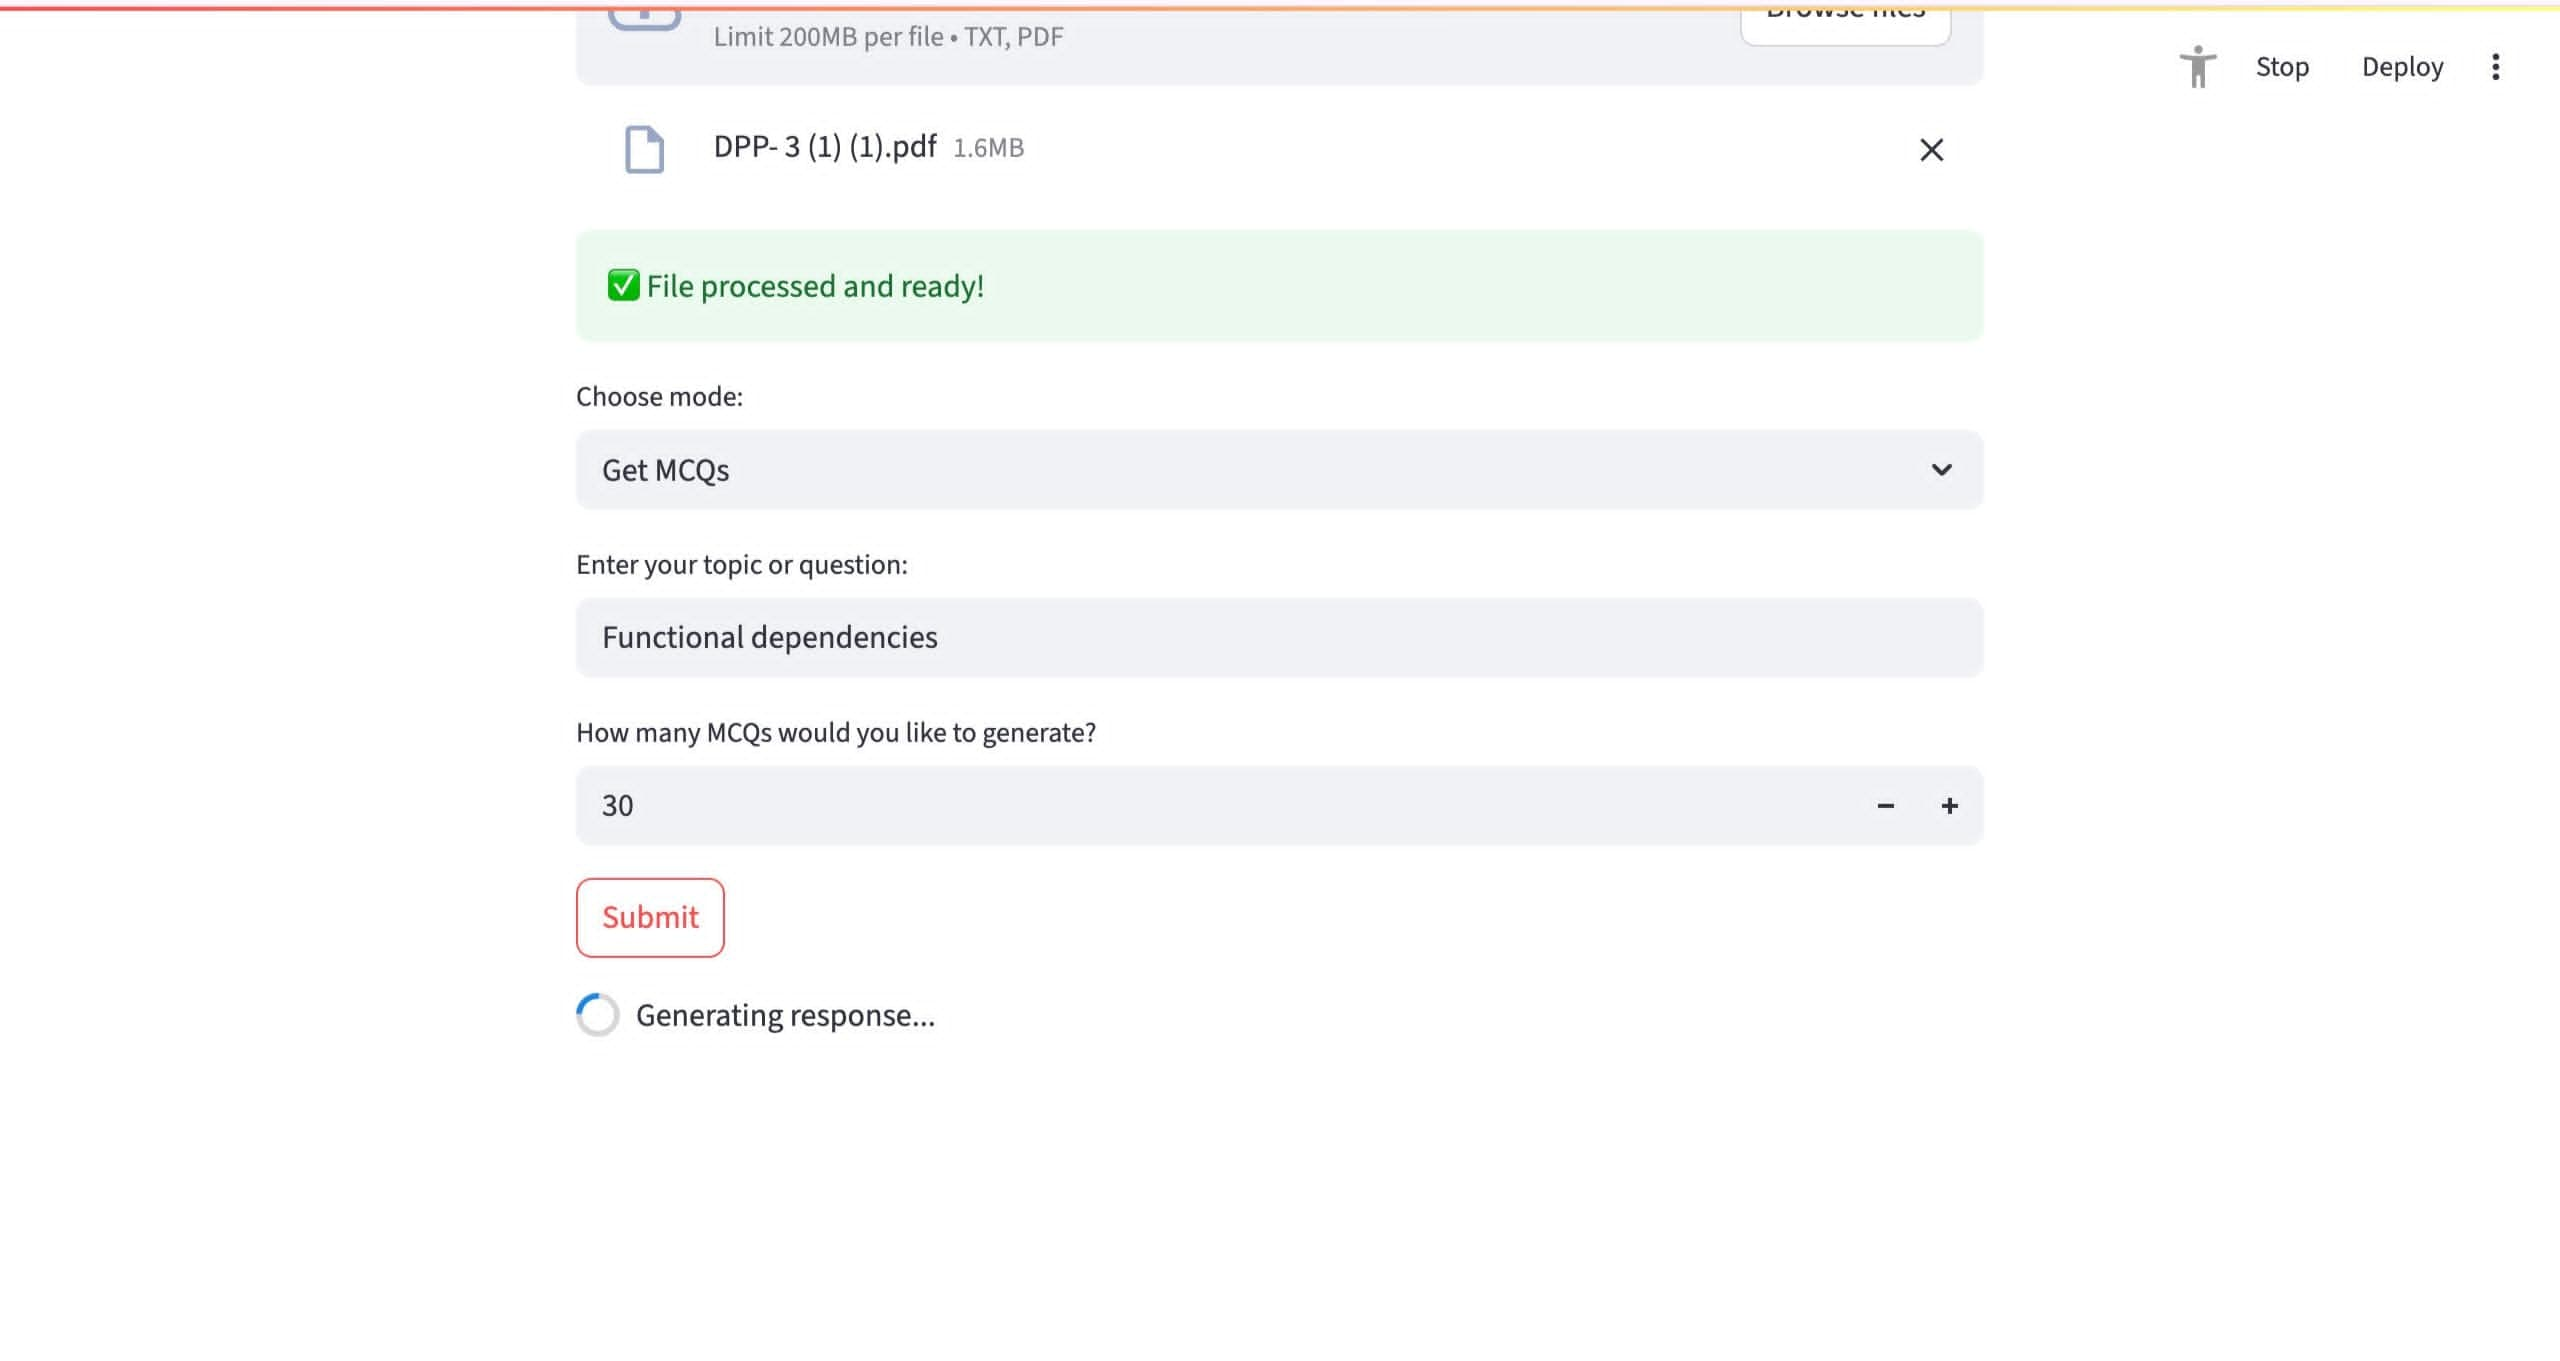 Browse files
Limit 200MB per file • TXT, PDF
Stop Deploy
DPP- 3 (1) (1).pdf 1.6MB
✅ File processed and ready!
Choose mode:
Get MCQs
Enter your topic or question:
Functional dependencies
How many MCQs would you like to generate?
30
Submit
Generating response...